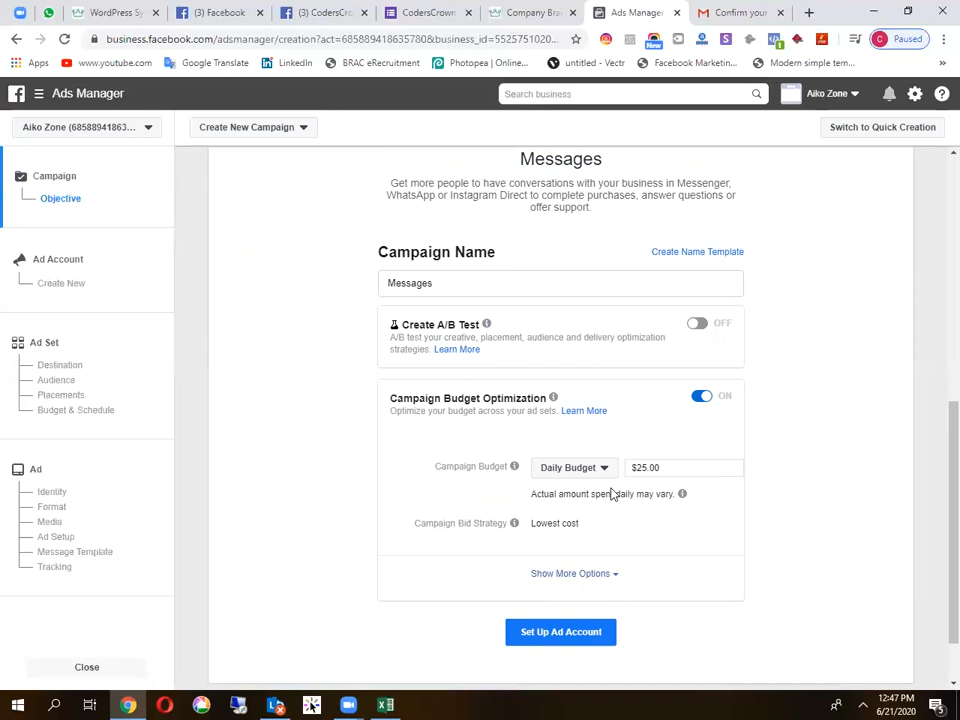 WordPress Sy
(3) Facebook
(3) CodersCro
CodersCrown
Company Bra
Ads Manager
Confirm your
business.facebook.com/adsmanager/creation?act=685889418635780&business_id=5525751020...
New
Paused
Apps
www.youtube.com
Google Translate
LinkedIn
BRAC eRecruitment
Photopea | Online...
untitled - Vectr
Facebook Marketin...
Modern simple tem...
Ads Manager
Search business
Aiko Zone
Aiko Zone (68588941863...
Create New Campaign
Switch to Quick Creation
Campaign
Objective
Ad Account
Create New
Ad Set
Destination
Audience
Placements
Budget & Schedule
Ad
Identity
Format
Media
Ad Setup
Message Template
Tracking
Close
Messages
Get more people to have conversations with your business in Messenger,
WhatsApp or Instagram Direct to complete purchases, answer questions or
offer support.
Campaign Name
Create Name Template
Messages
Create A/B Test
OFF
A/B test your creative, placement, audience and delivery optimization
strategies. Learn More
Campaign Budget Optimization
ON
Optimize your budget across your ad sets. Learn More
Campaign Budget
Daily Budget
$25.00
Actual amount spent daily may vary.
Campaign Bid Strategy
Lowest cost
Show More Options
Set Up Ad Account
12:47 PM
6/21/2020